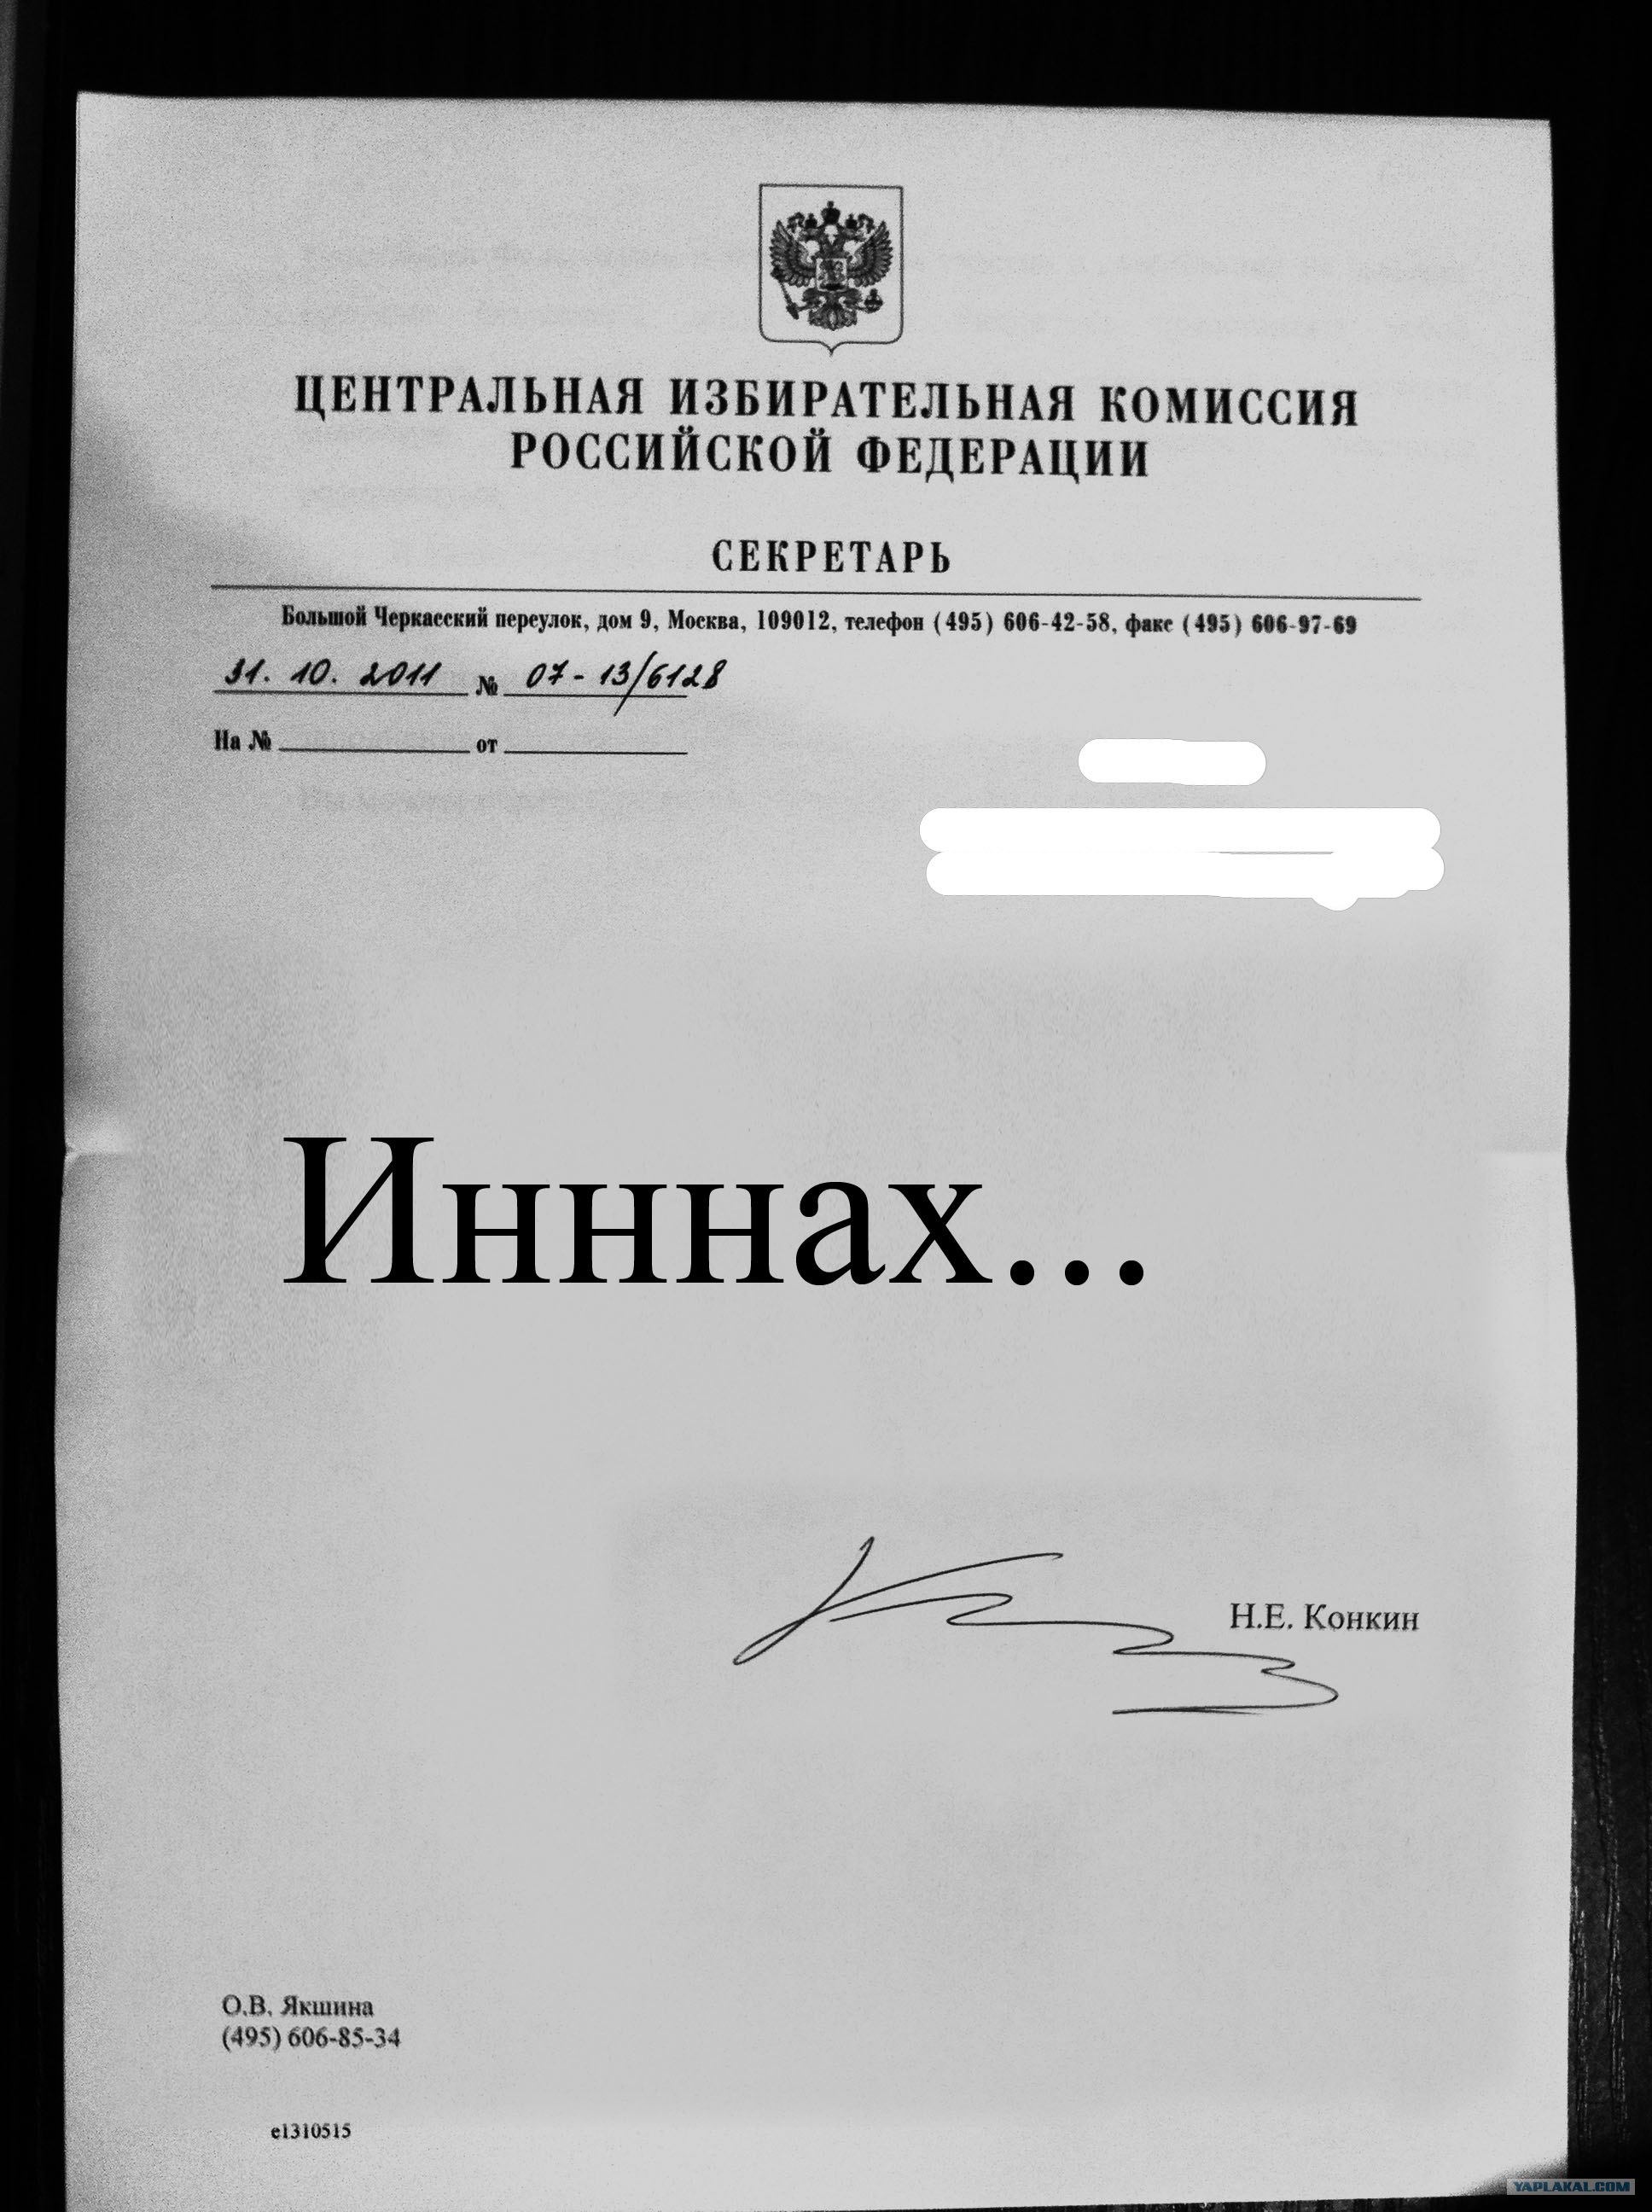 ЦЕНТРАЛЬНАЯ ИЗБИРАТЕЛЬНАЯ КОМИССИЯ
РОССИЙСКОЙ ФЕДЕРАЦИИ
СЕКРЕТАРЬ
Большой Черкасский переулок, дом 9, Москва, 109012, телефон (495) 606-42-58, факс (495) 606-97-69
31. 10. 2011 № 07-13/6128
На № от
Инннах...
Н.Е. Конкин
О.В. Якшина
(495) 606-85-34
е1310515
YAPLAKAL.COM